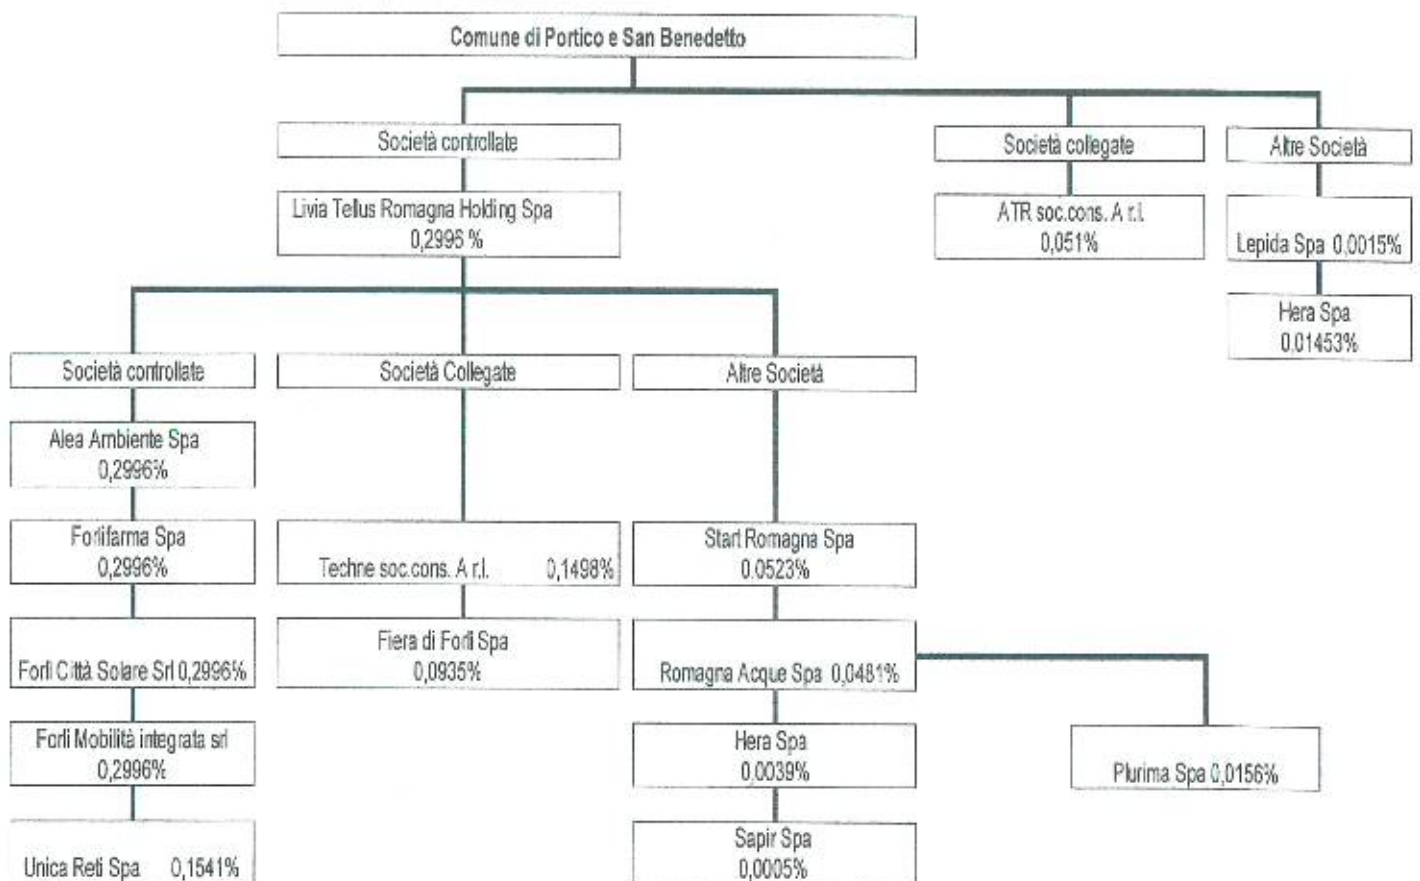 Comune di Portico e San Benedetto
Società controllate
Società collegate
Altre Società
Livia Tellus Romagna Holding Spa
0,2996 %
ATR soc.cons. A r.l.
0,051%
Lepida Spa 0,0015%
Hera Spa
0,01453%
Società controllate
Società Collegate
Altre Società
Alea Ambiente Spa
0,2996%
Forlifarma Spa
0,2996%
Techne soc.cons. A r.l. 0,1498%
Start Romagna Spa
0.0523%
Forlì Città Solare Srl 0,2996%
Fiera di Forlì Spa
0,0935%
Romagna Acque Spa 0,0481%
Forlì Mobilità integrata srl
0,2996%
Hera Spa
0.0039%
Plurima Spa 0,0156%
Unica Reti Spa 0,1541%
Sapir Spa
0,0005%